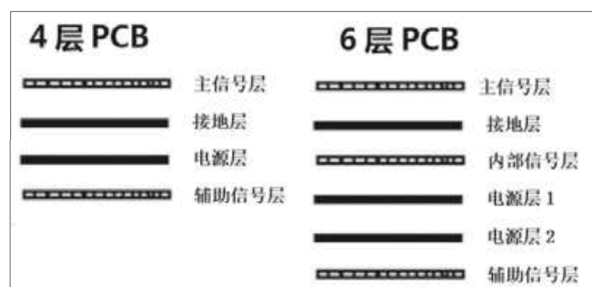 4 层 PCB
主信号层
接地层
电源层
辅助信号层
6 层 PCB
主信号层
接地层
内部信号层
电源层 1
电源层 2
辅助信号层